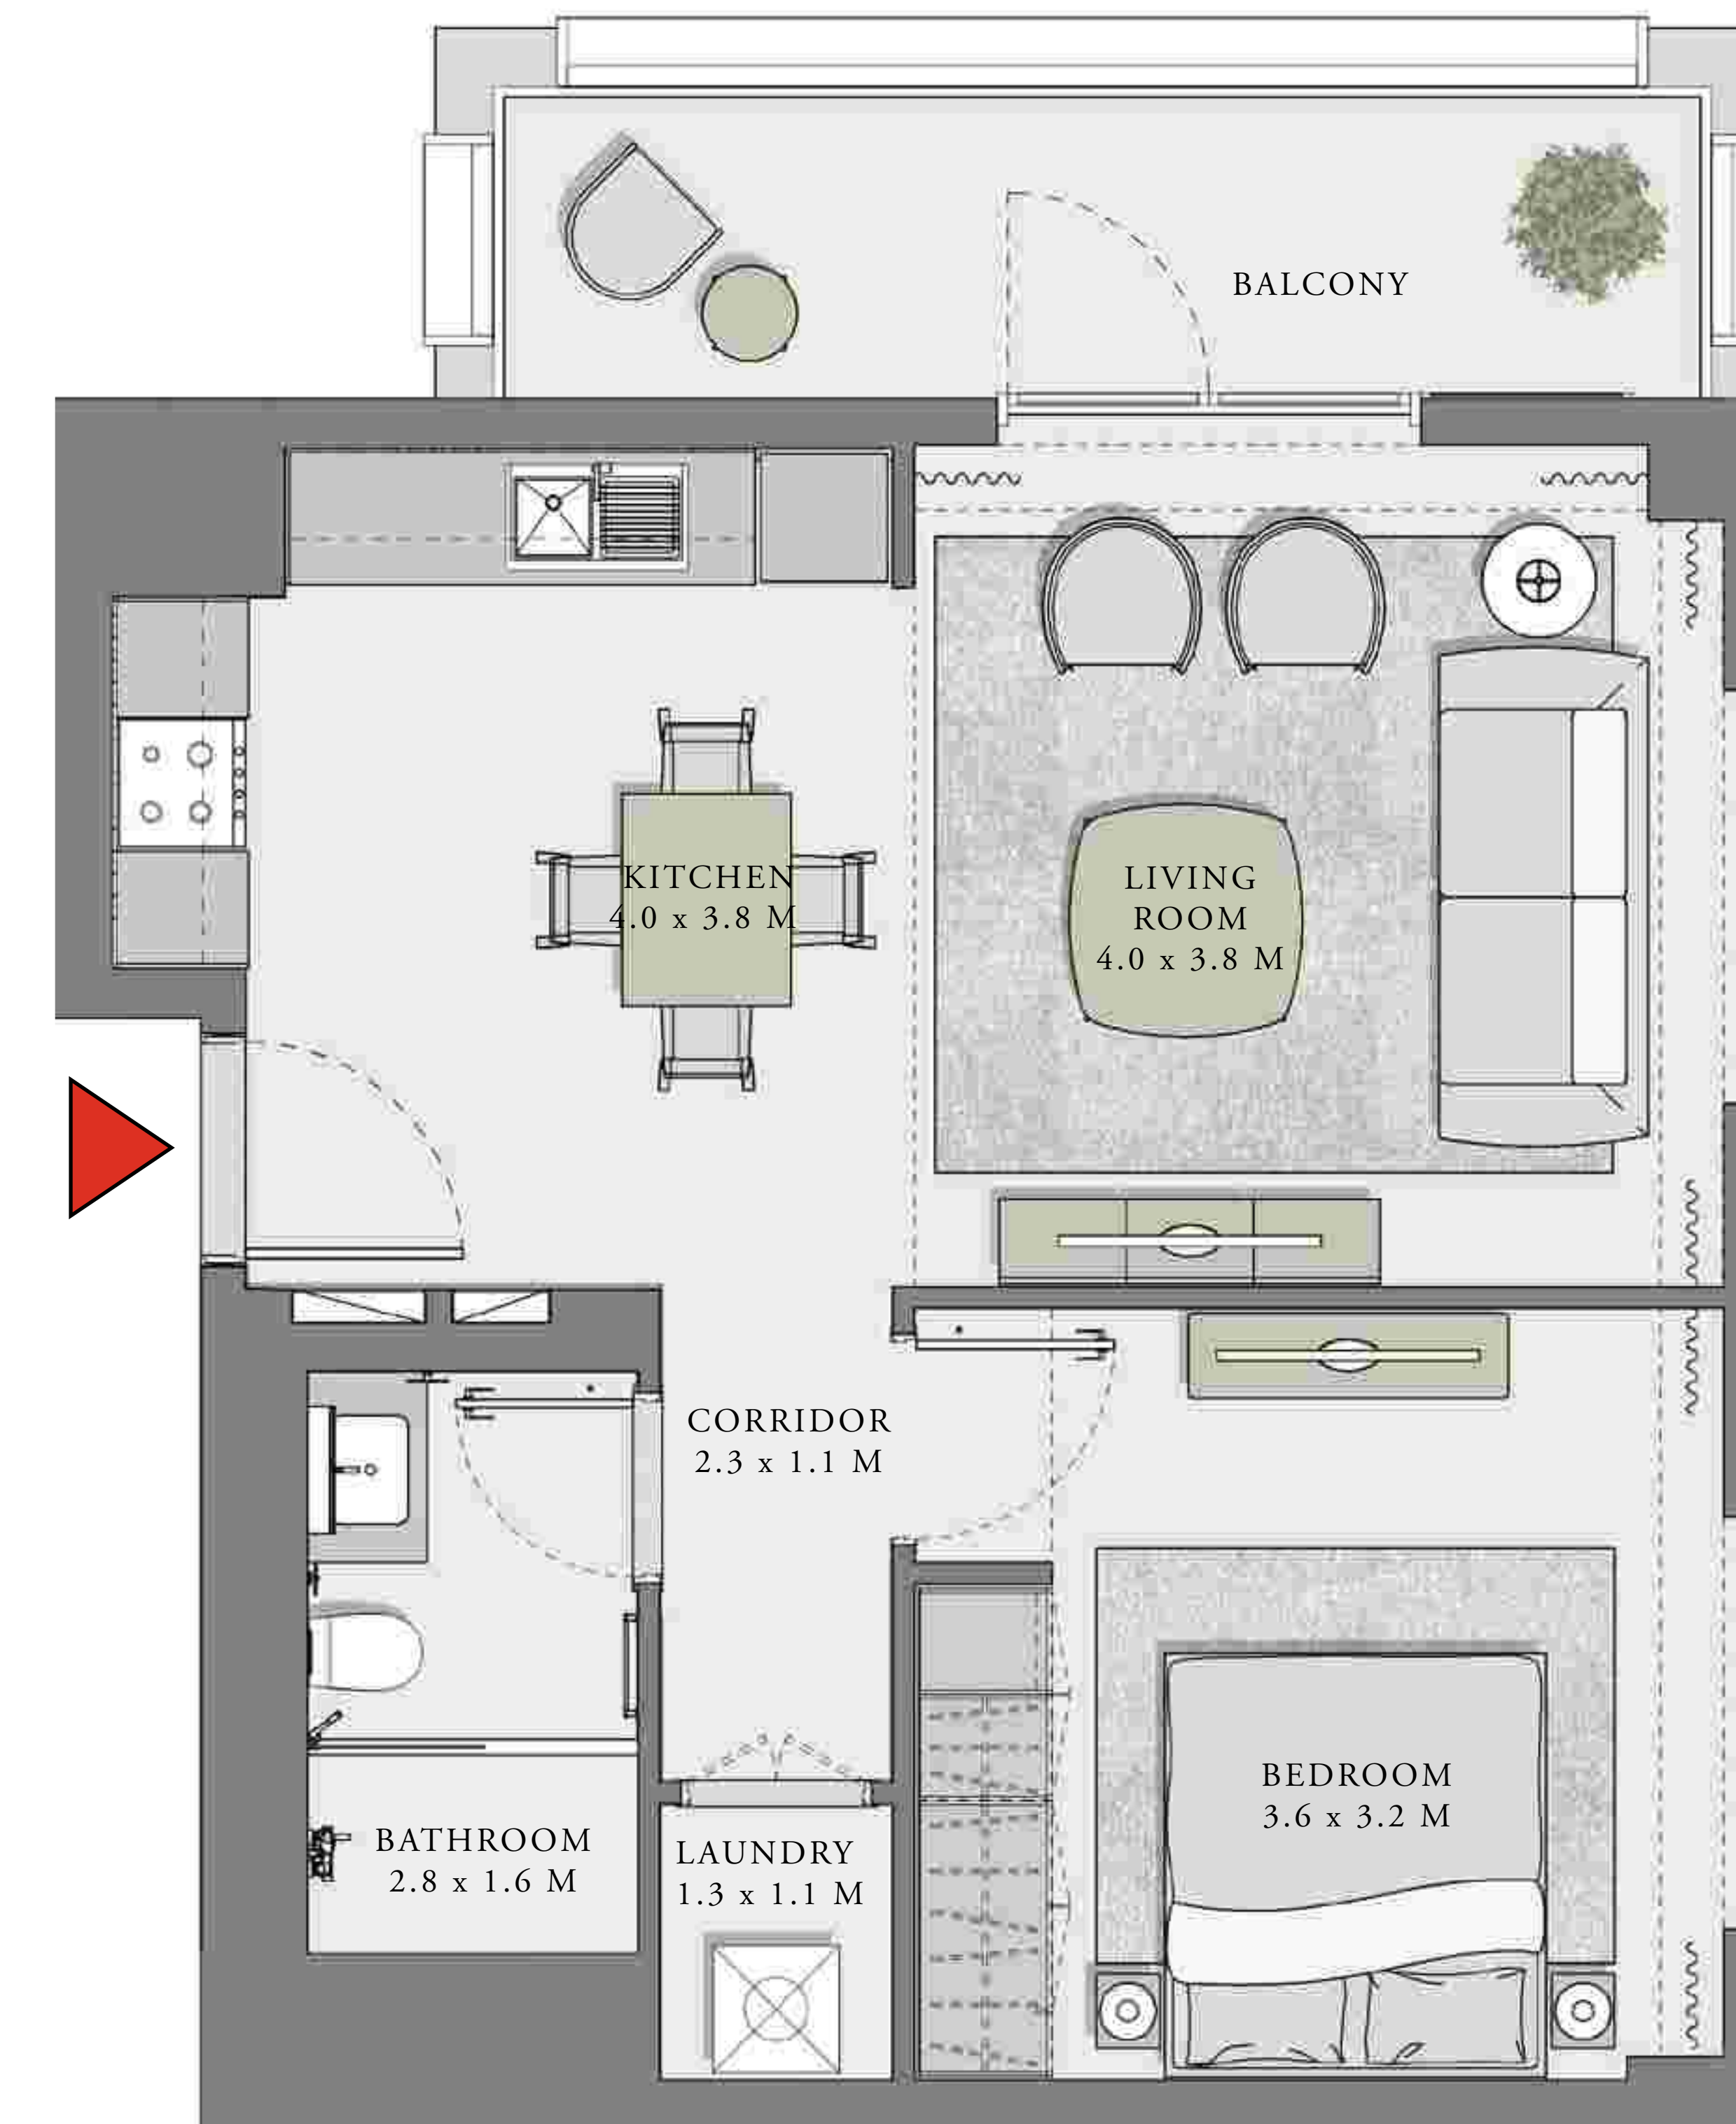 BALCONY
KITCHEN
4.0 x 3.8 M
LIVING
ROOM
4.0 x 3.8 M
CORRIDOR
2.3 x 1.1 M
BEDROOM
3.6 x 3.2 M
BATHROOM
2.8 x 1.6 M
LAUNDRY
1.3 x 1.1 M